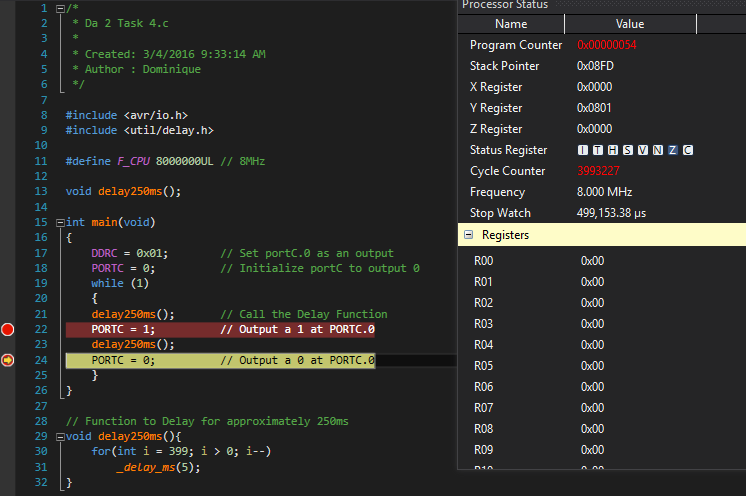 1 /*
2  * Da 2 Task 4.c
3  *
4  * Created: 3/4/2016 9:33:14 AM
5  * Author : Dominique
6  */
7
8 #include <avr/io.h>
9 #include <util/delay.h>
10
11 #define F_CPU 8000000UL // 8MHz
12
13 void delay250ms();
14
15 int main(void)
16 {
17     DDRC = 0x01;        // Set portC.0 as an output
18     PORTC = 0;          // Initialize portC to output 0
19     while (1)
20     {
21     delay250ms();       // Call the Delay Function
22     PORTC = 1;          // Output a 1 at PORTC.0
23     delay250ms();
24     PORTC = 0;          // Output a 0 at PORTC.0
25     }
26 }
27
28 // Function to Delay for approximately 250ms
29 void delay250ms(){
30     for(int i = 399; i > 0; i--)
31         _delay_ms(5);
32 }
Processor Status
Name Value
Program Counter 0x00000054
Stack Pointer 0x08FD
X Register 0x0000
Y Register 0x0801
Z Register 0x0000
Status Register I T H S V N Z C
Cycle Counter 3993227
Frequency 8.000 MHz
Stop Watch 499,153.38 µs
Registers
R00 0x00
R01 0x00
R02 0x00
R03 0x00
R04 0x00
R05 0x00
R06 0x00
R07 0x00
R08 0x00
R09 0x00